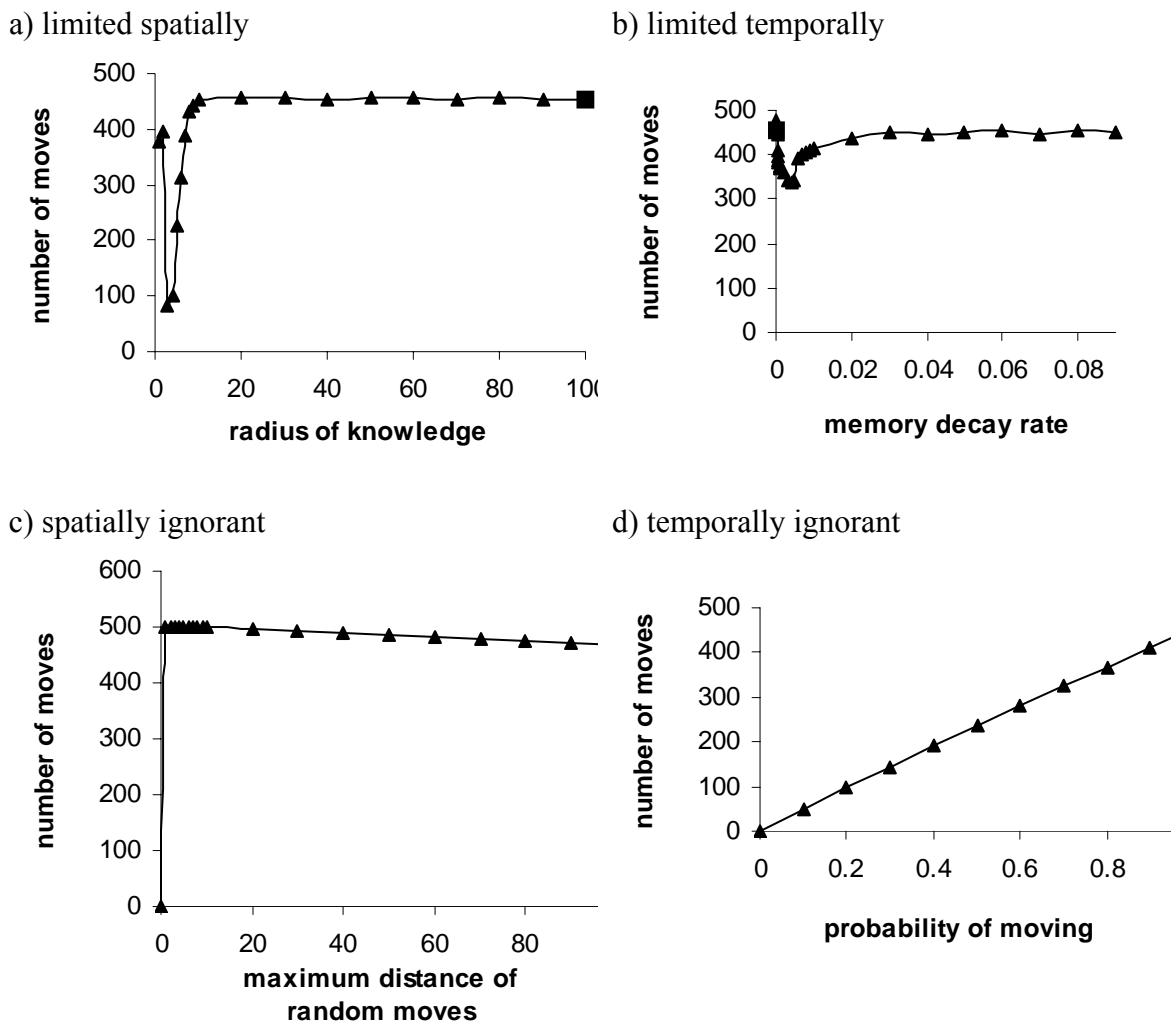 a) limited spatially
500
400
300
200
100
0
number of moves
0 20 40 60 80 100
radius of knowledge
b) limited temporally
500
400
300
200
100
0
number of moves
0 0.02 0.04 0.06 0.08
memory decay rate
c) spatially ignorant
600
500
400
300
200
100
0
number of moves
0 20 40 60 80
maximum distance of
random moves
d) temporally ignorant
500
400
300
200
100
0
number of moves
0 0.2 0.4 0.6 0.8
probability of moving